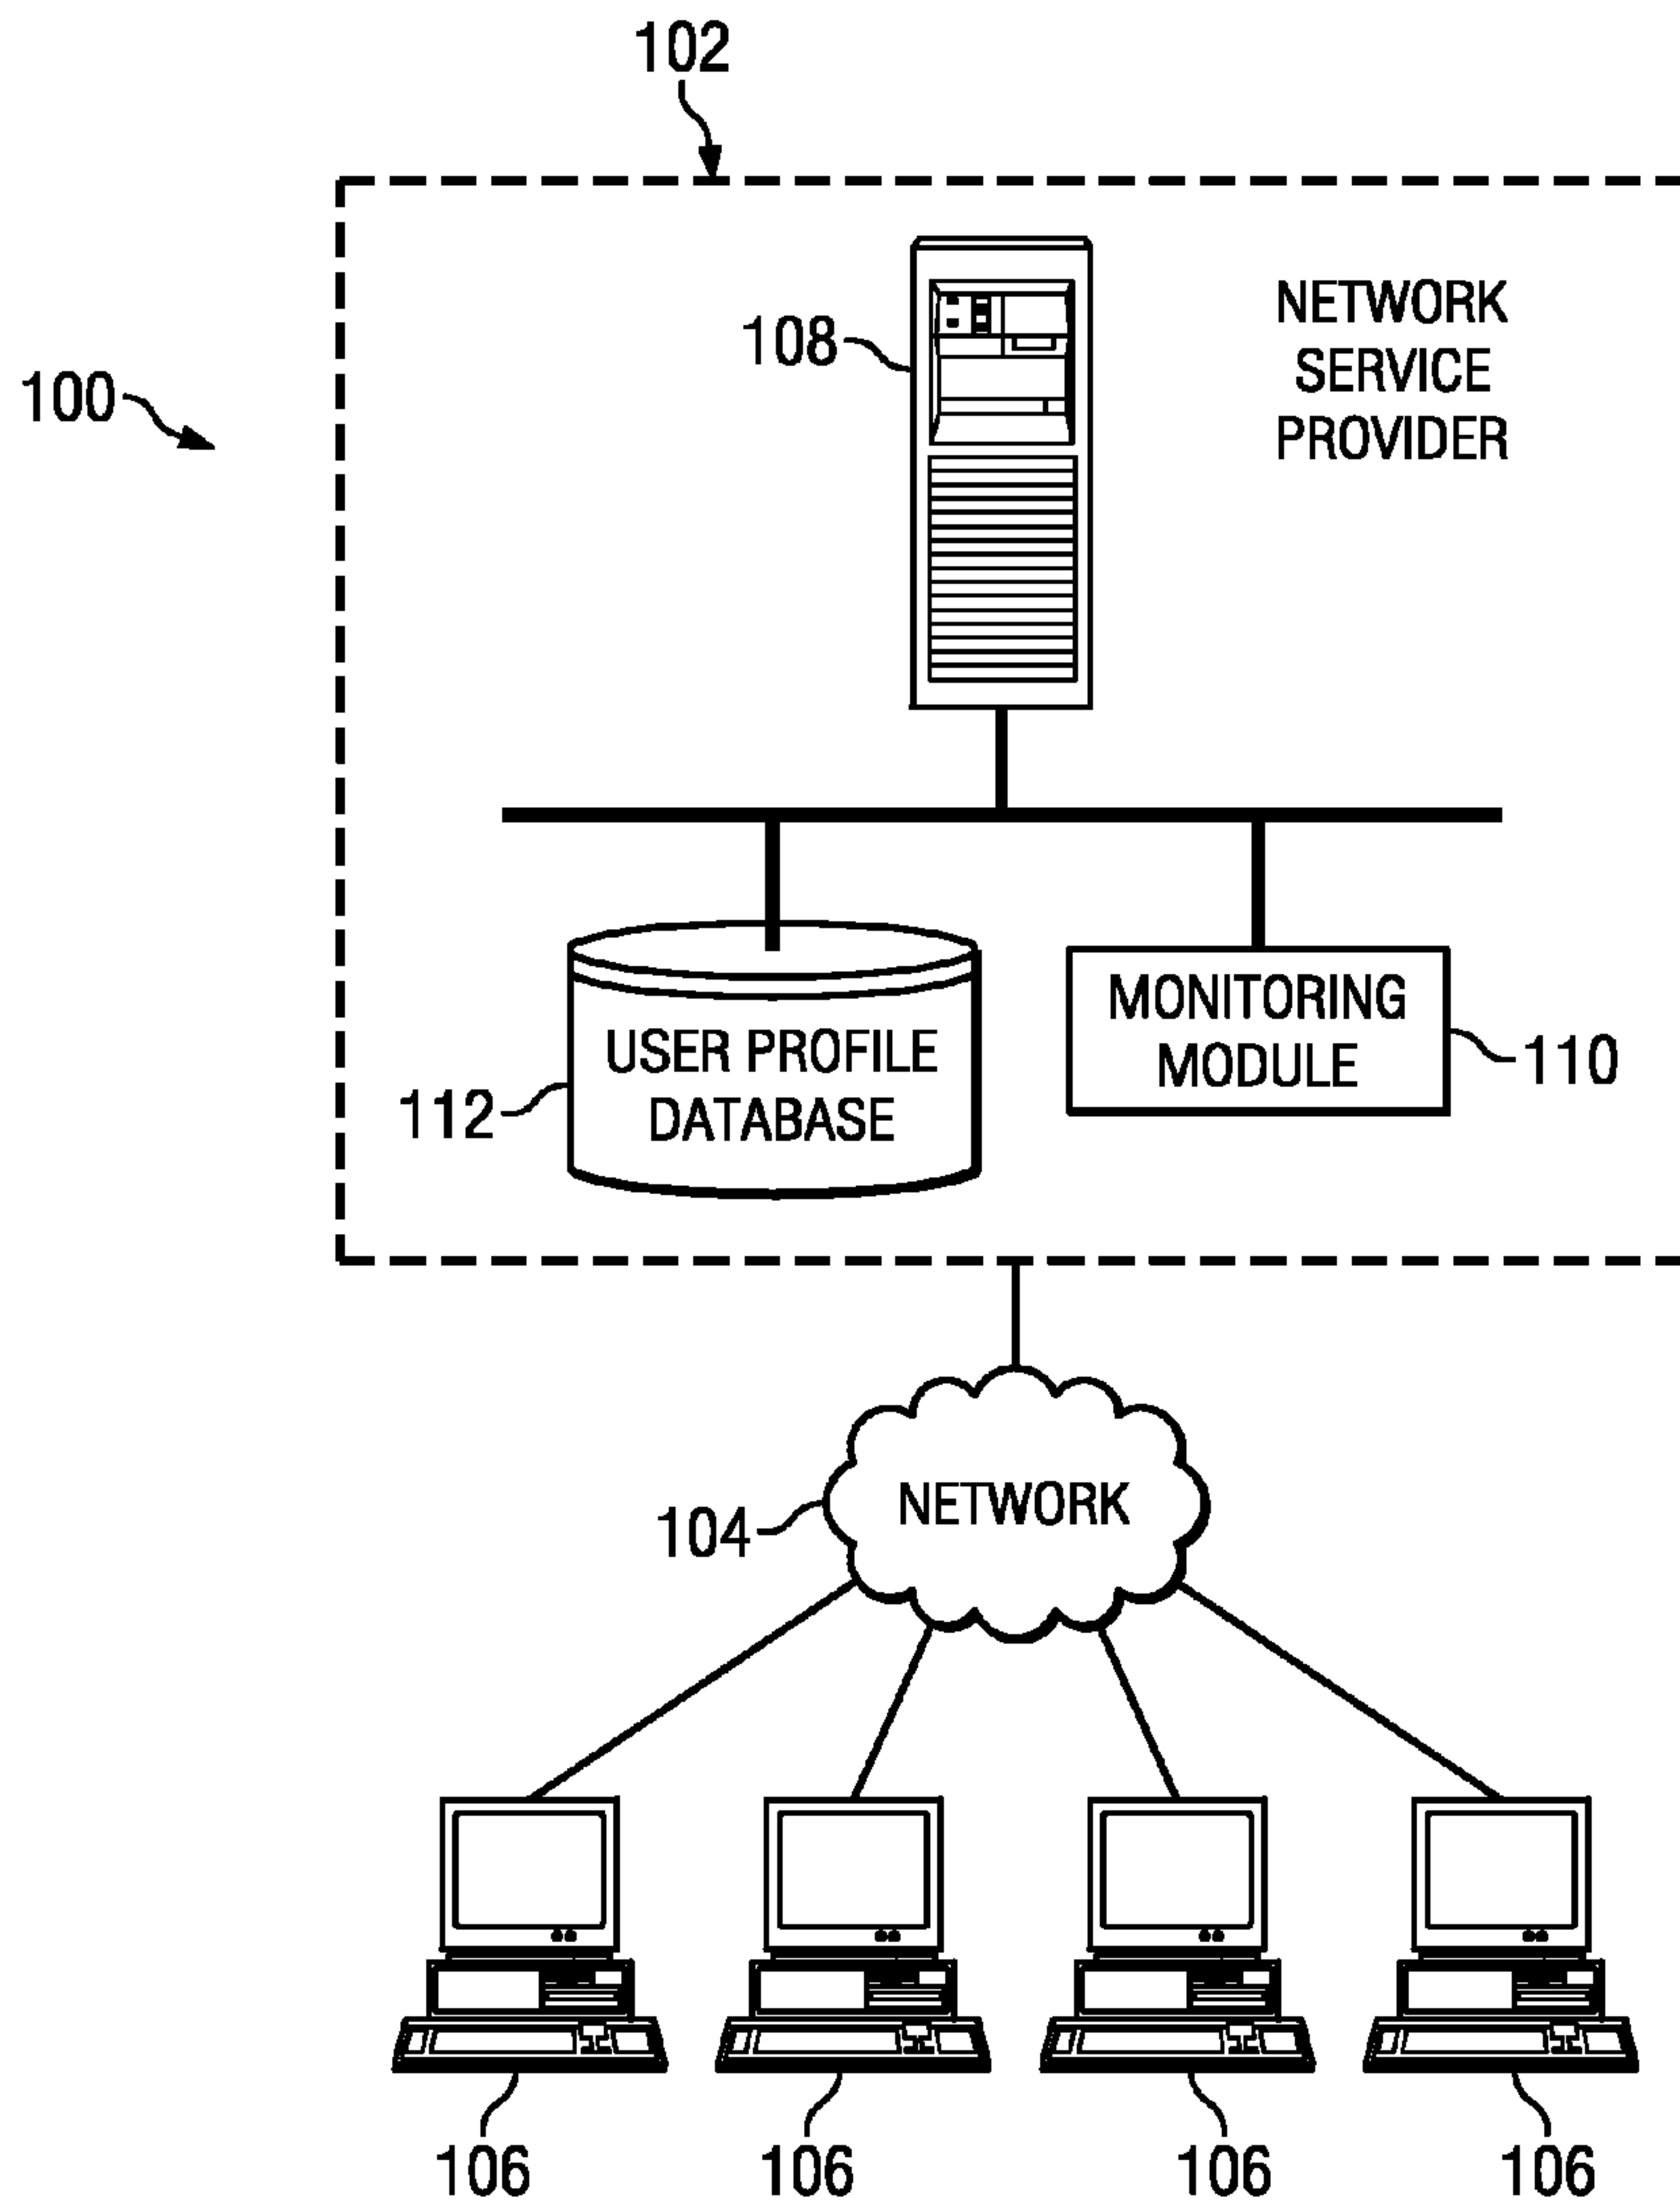 102
108
NETWORK
SERVICE
PROVIDER
100
MONITORING
MODULE
110
USER PROFILE
DATABASE
112
NETWORK
104
106 106 106 106